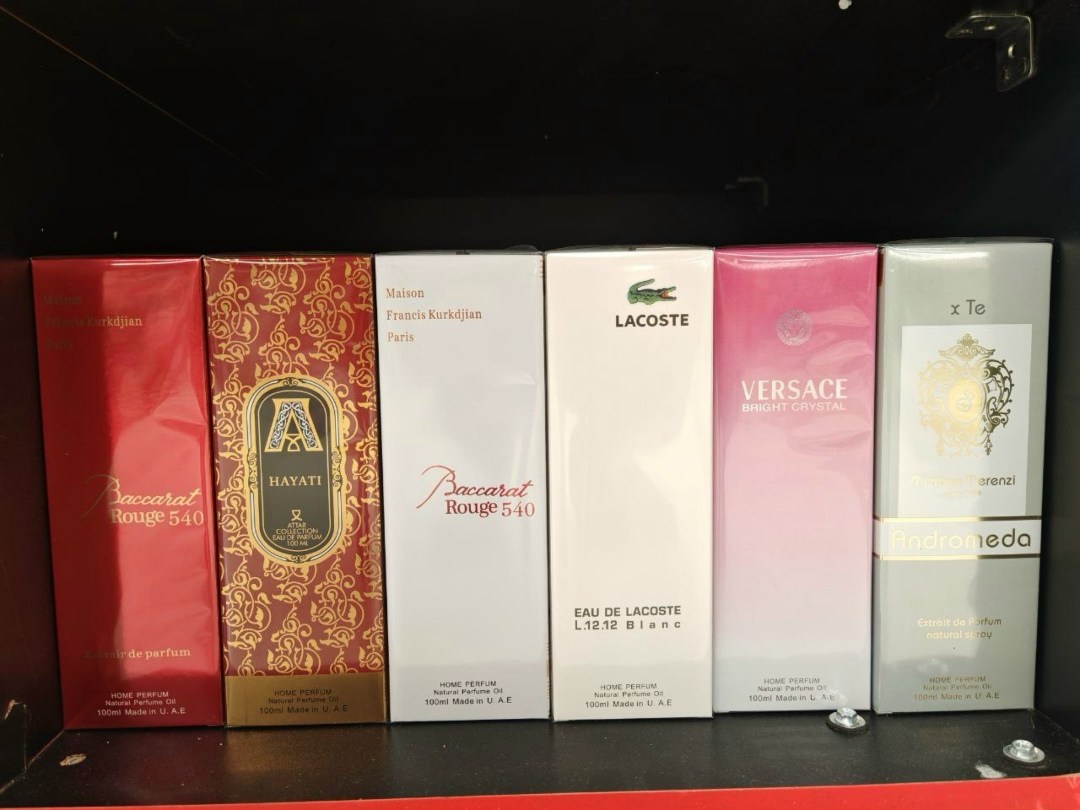 Maison
Francis Kurkdjian
Paris
Baccarat
Rouge 540
de parfum
HOME PERFUM
Natural Perfume Oil
100ml Made in U. A.E
A
HAYATI
ATTAR
COLLECTION
EAU DE PARFUM
100 ML
HOME PERFUM
Natural Perfume Oil
100ml Made in U. A.E
Maison
Francis Kurkdjian
Paris
Baccarat
Rouge 540
HOME PERFUM
Natural Perfume Oil
100ml Made in U. A.E
LACOSTE
EAU DE LACOSTE
L.12.12 Blanc
HOME PERFUM
Natural Perfume Oil
100ml Made in U. A.E
VERSACE
BRIGHT CRYSTAL
HOME PERFUM
Natural Perfume Oil
100ml Made in U. A.E
x Te
Terenzi
Andromeda
Extrait de Parfum
natural spray
HOME PERFUM
Natural Perfume Oil
100ml Made in U. A.E